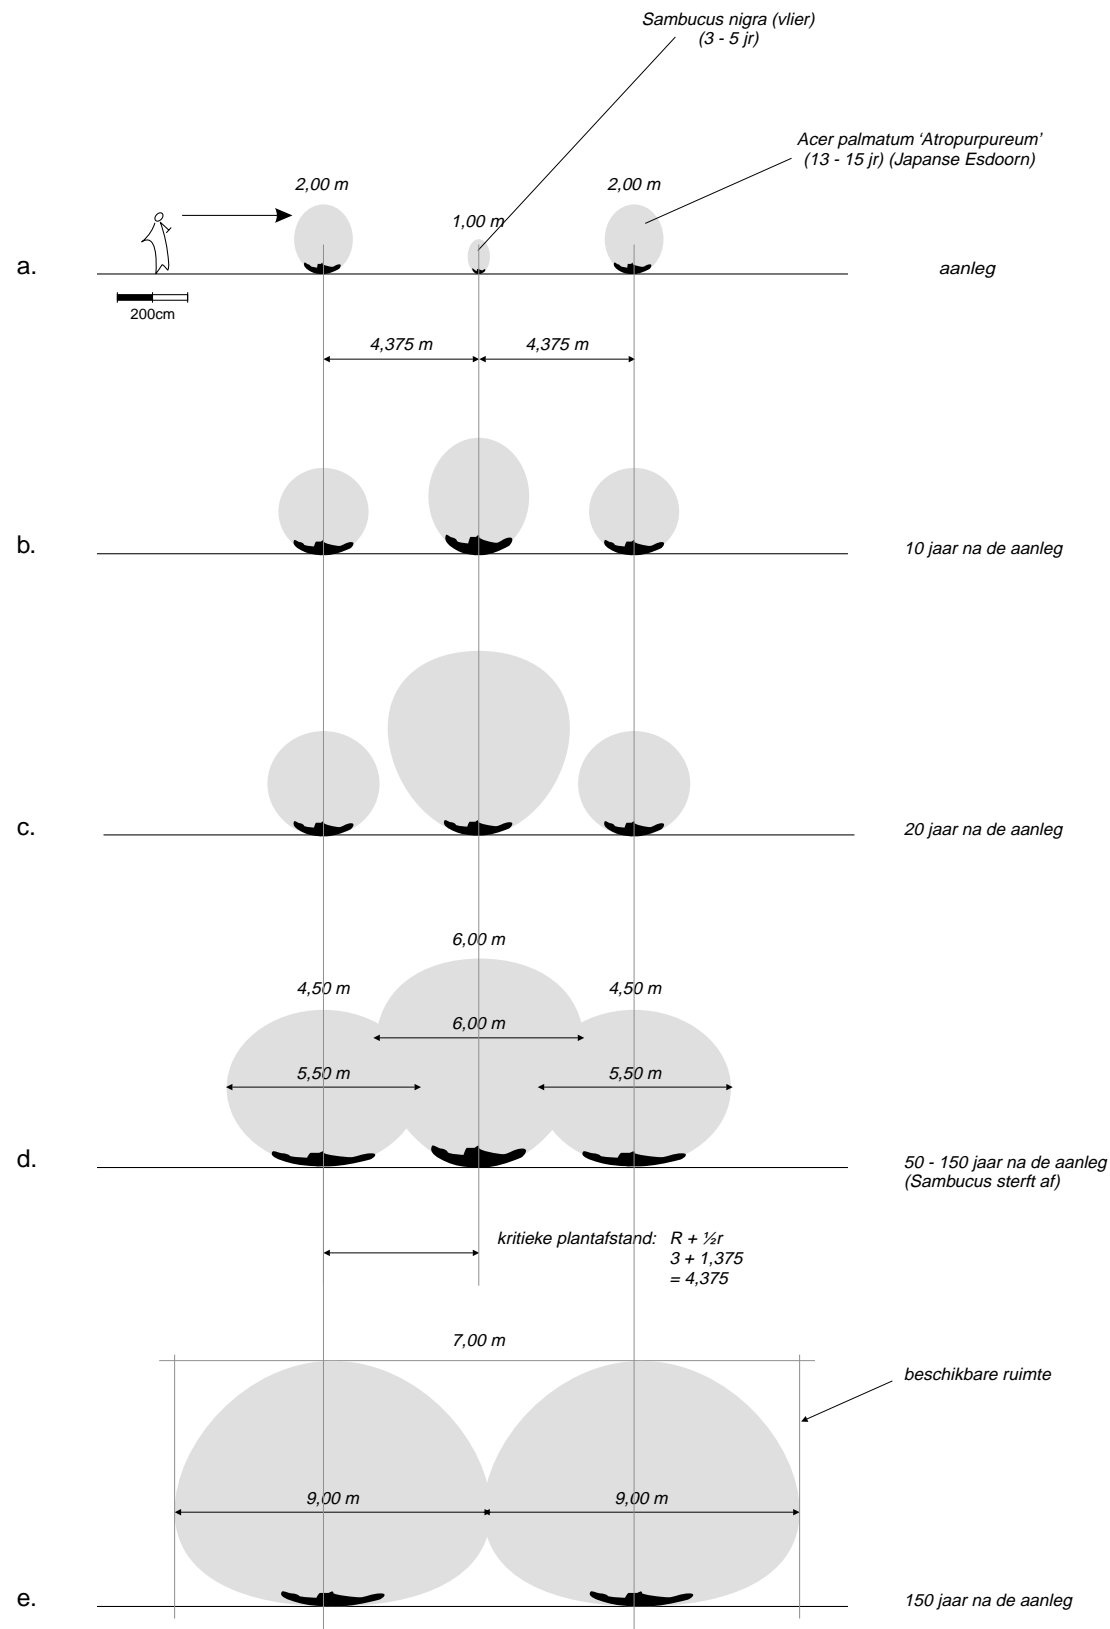 Sambucus nigra (vlier)
(3 - 5 jr)
Acer palmatum ‘Atropurpureum’
(13 - 15 jr) (Japanse Esdoorn)
2,00 m
1,00 m
2,00 m
a.
aanleg
200cm
4,375 m
4,375 m
b.
10 jaar na de aanleg
c.
20 jaar na de aanleg
6,00 m
4,50 m
4,50 m
6,00 m
5,50 m
5,50 m
d.
50 - 150 jaar na de aanleg
(Sambucus sterft af)
kritieke plantafstand: R + ½r
3 + 1,375
= 4,375
7,00 m
beschikbare ruimte
9,00 m
9,00 m
e.
150 jaar na de aanleg